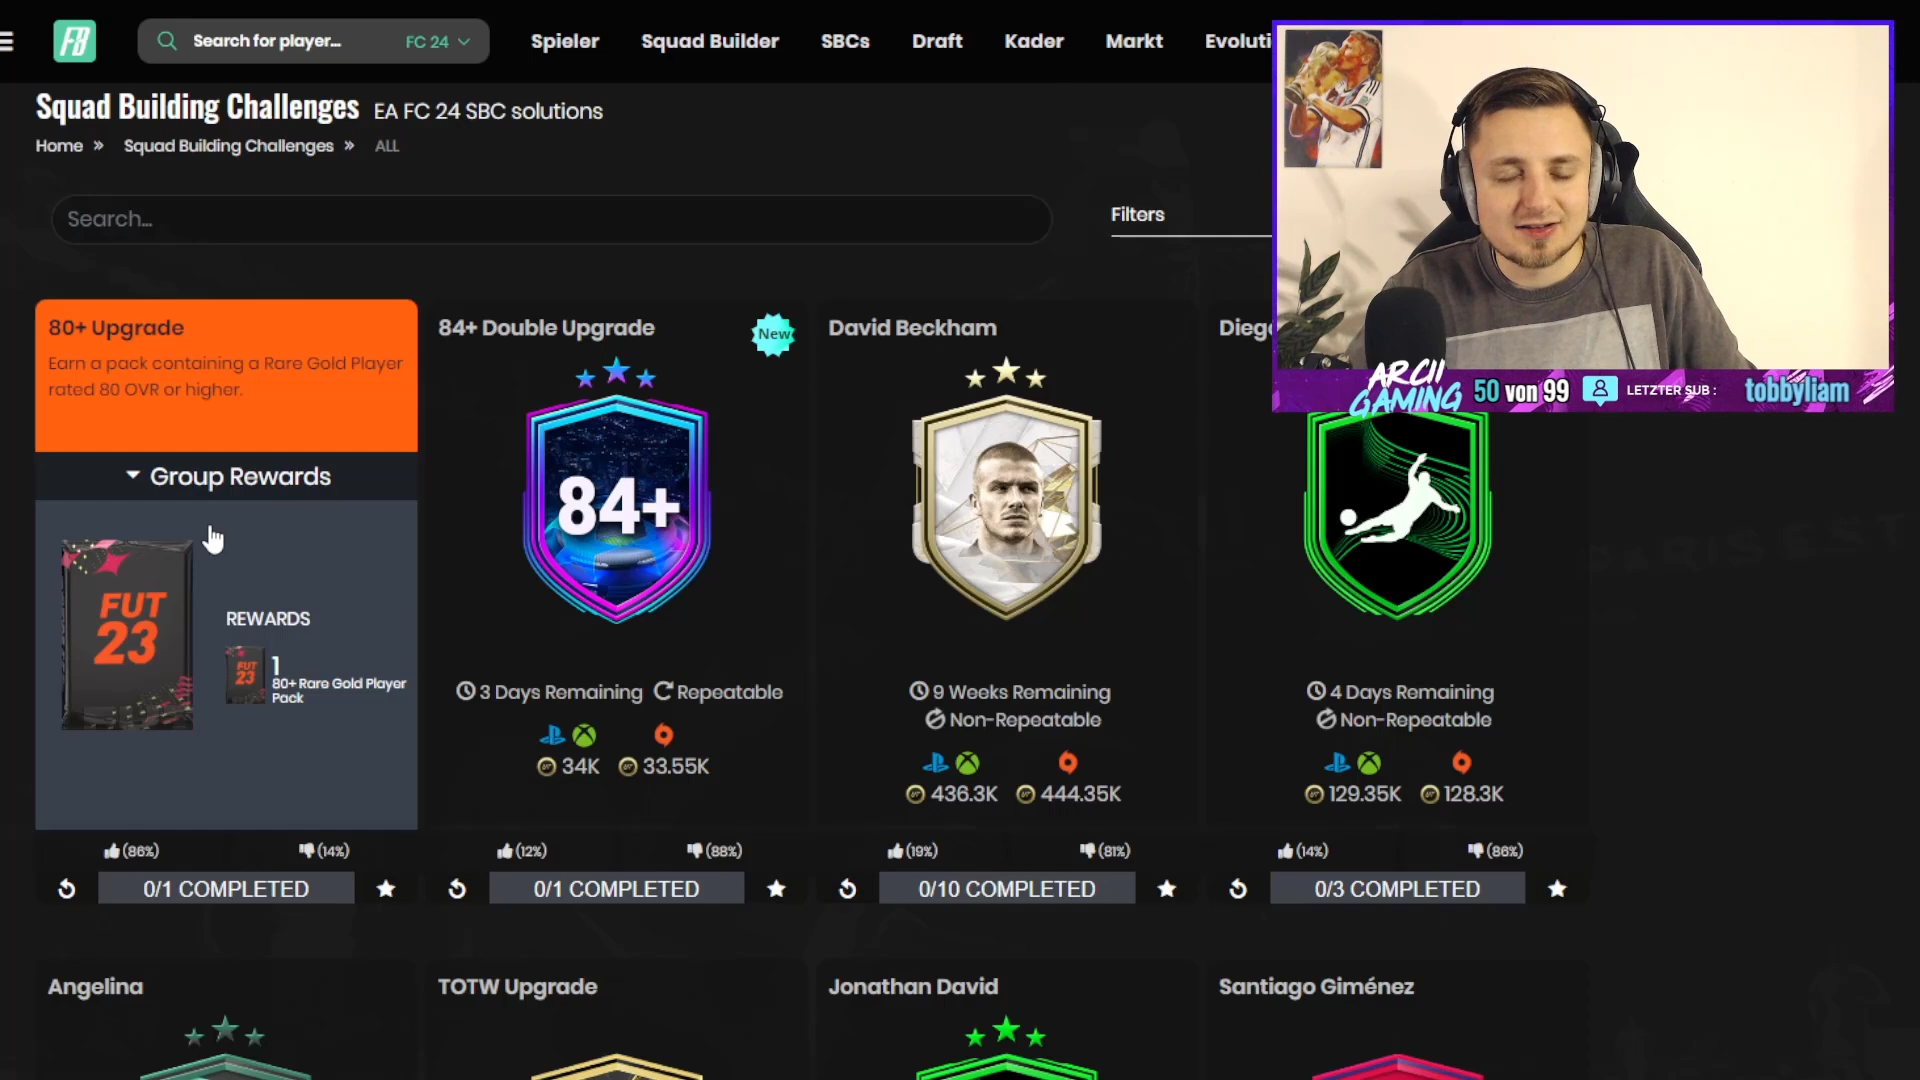 FB
Search for player...
FC 24
Spieler
Squad Builder
SBCs
Draft
Kader
Markt
Evoluti
Squad Building Challenges
EA FC 24 SBC solutions
Home » Squad Building Challenges » ALL
Search...
Filters
ARCII
GAMING
50 von 99
LETZTER SUB :
tobbyliam
80+ Upgrade
Earn a pack containing a Rare Gold Player
rated 80 OVR or higher.
Group Rewards
FUT
23
REWARDS
FUT
23
1
80+ Rare Gold Player
Pack
(86%)
(14%)
0/1 COMPLETED
84+ Double Upgrade
New
84+
3 Days Remaining
Repeatable
34K
33.55K
(12%)
(88%)
0/1 COMPLETED
David Beckham
9 Weeks Remaining
Non-Repeatable
436.3K
444.35K
(19%)
(81%)
0/10 COMPLETED
Dieg
4 Days Remaining
Non-Repeatable
129.35K
128.3K
(14%)
(86%)
0/3 COMPLETED
Angelina
TOTW Upgrade
Jonathan David
Santiago Giménez